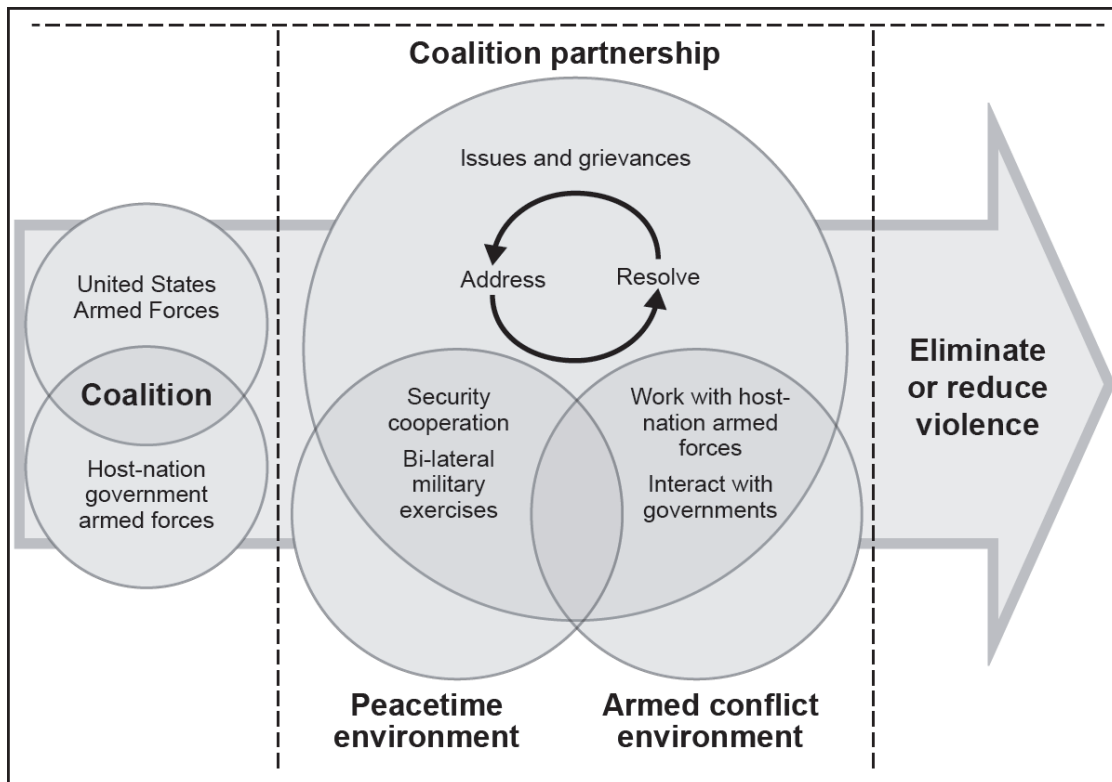 Coalition partnership
Issues and grievances
Address
Resolve
United States
Armed Forces
Coalition
Host-nation
government
armed forces
Security
cooperation
Bi-lateral
military
exercises
Work with host-
nation armed
forces
Interact with
governments
Eliminate
or reduce
violence
Peacetime
environment
Armed conflict
environment